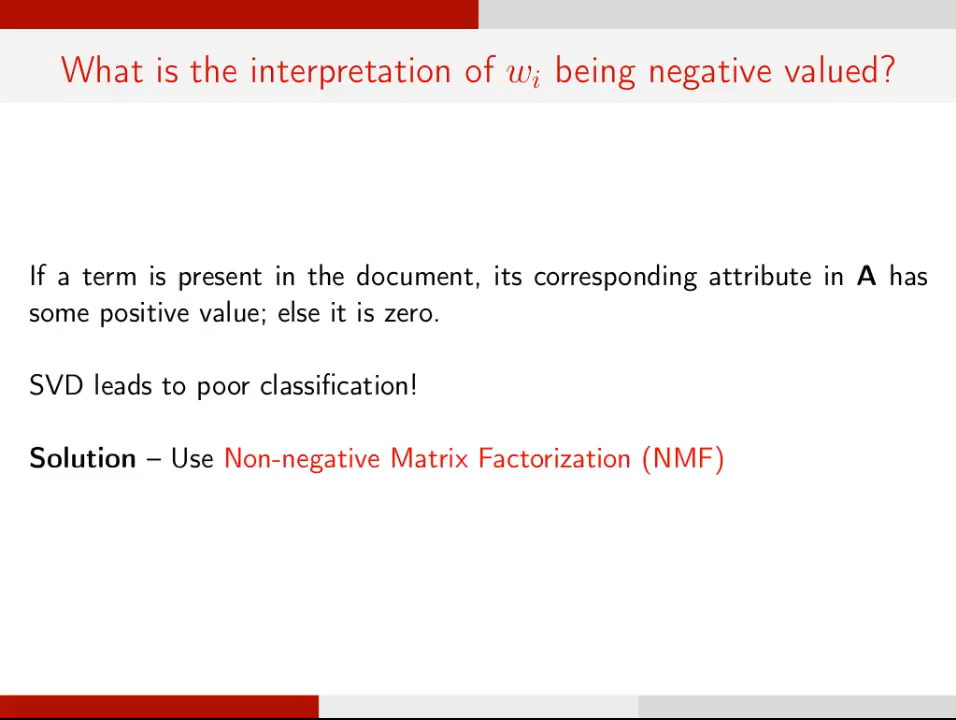 What is the interpretation of wᵢ being negative valued?
If a term is present in the document, its corresponding attribute in A has
some positive value; else it is zero.
SVD leads to poor classification!
Solution – Use Non-negative Matrix Factorization (NMF)